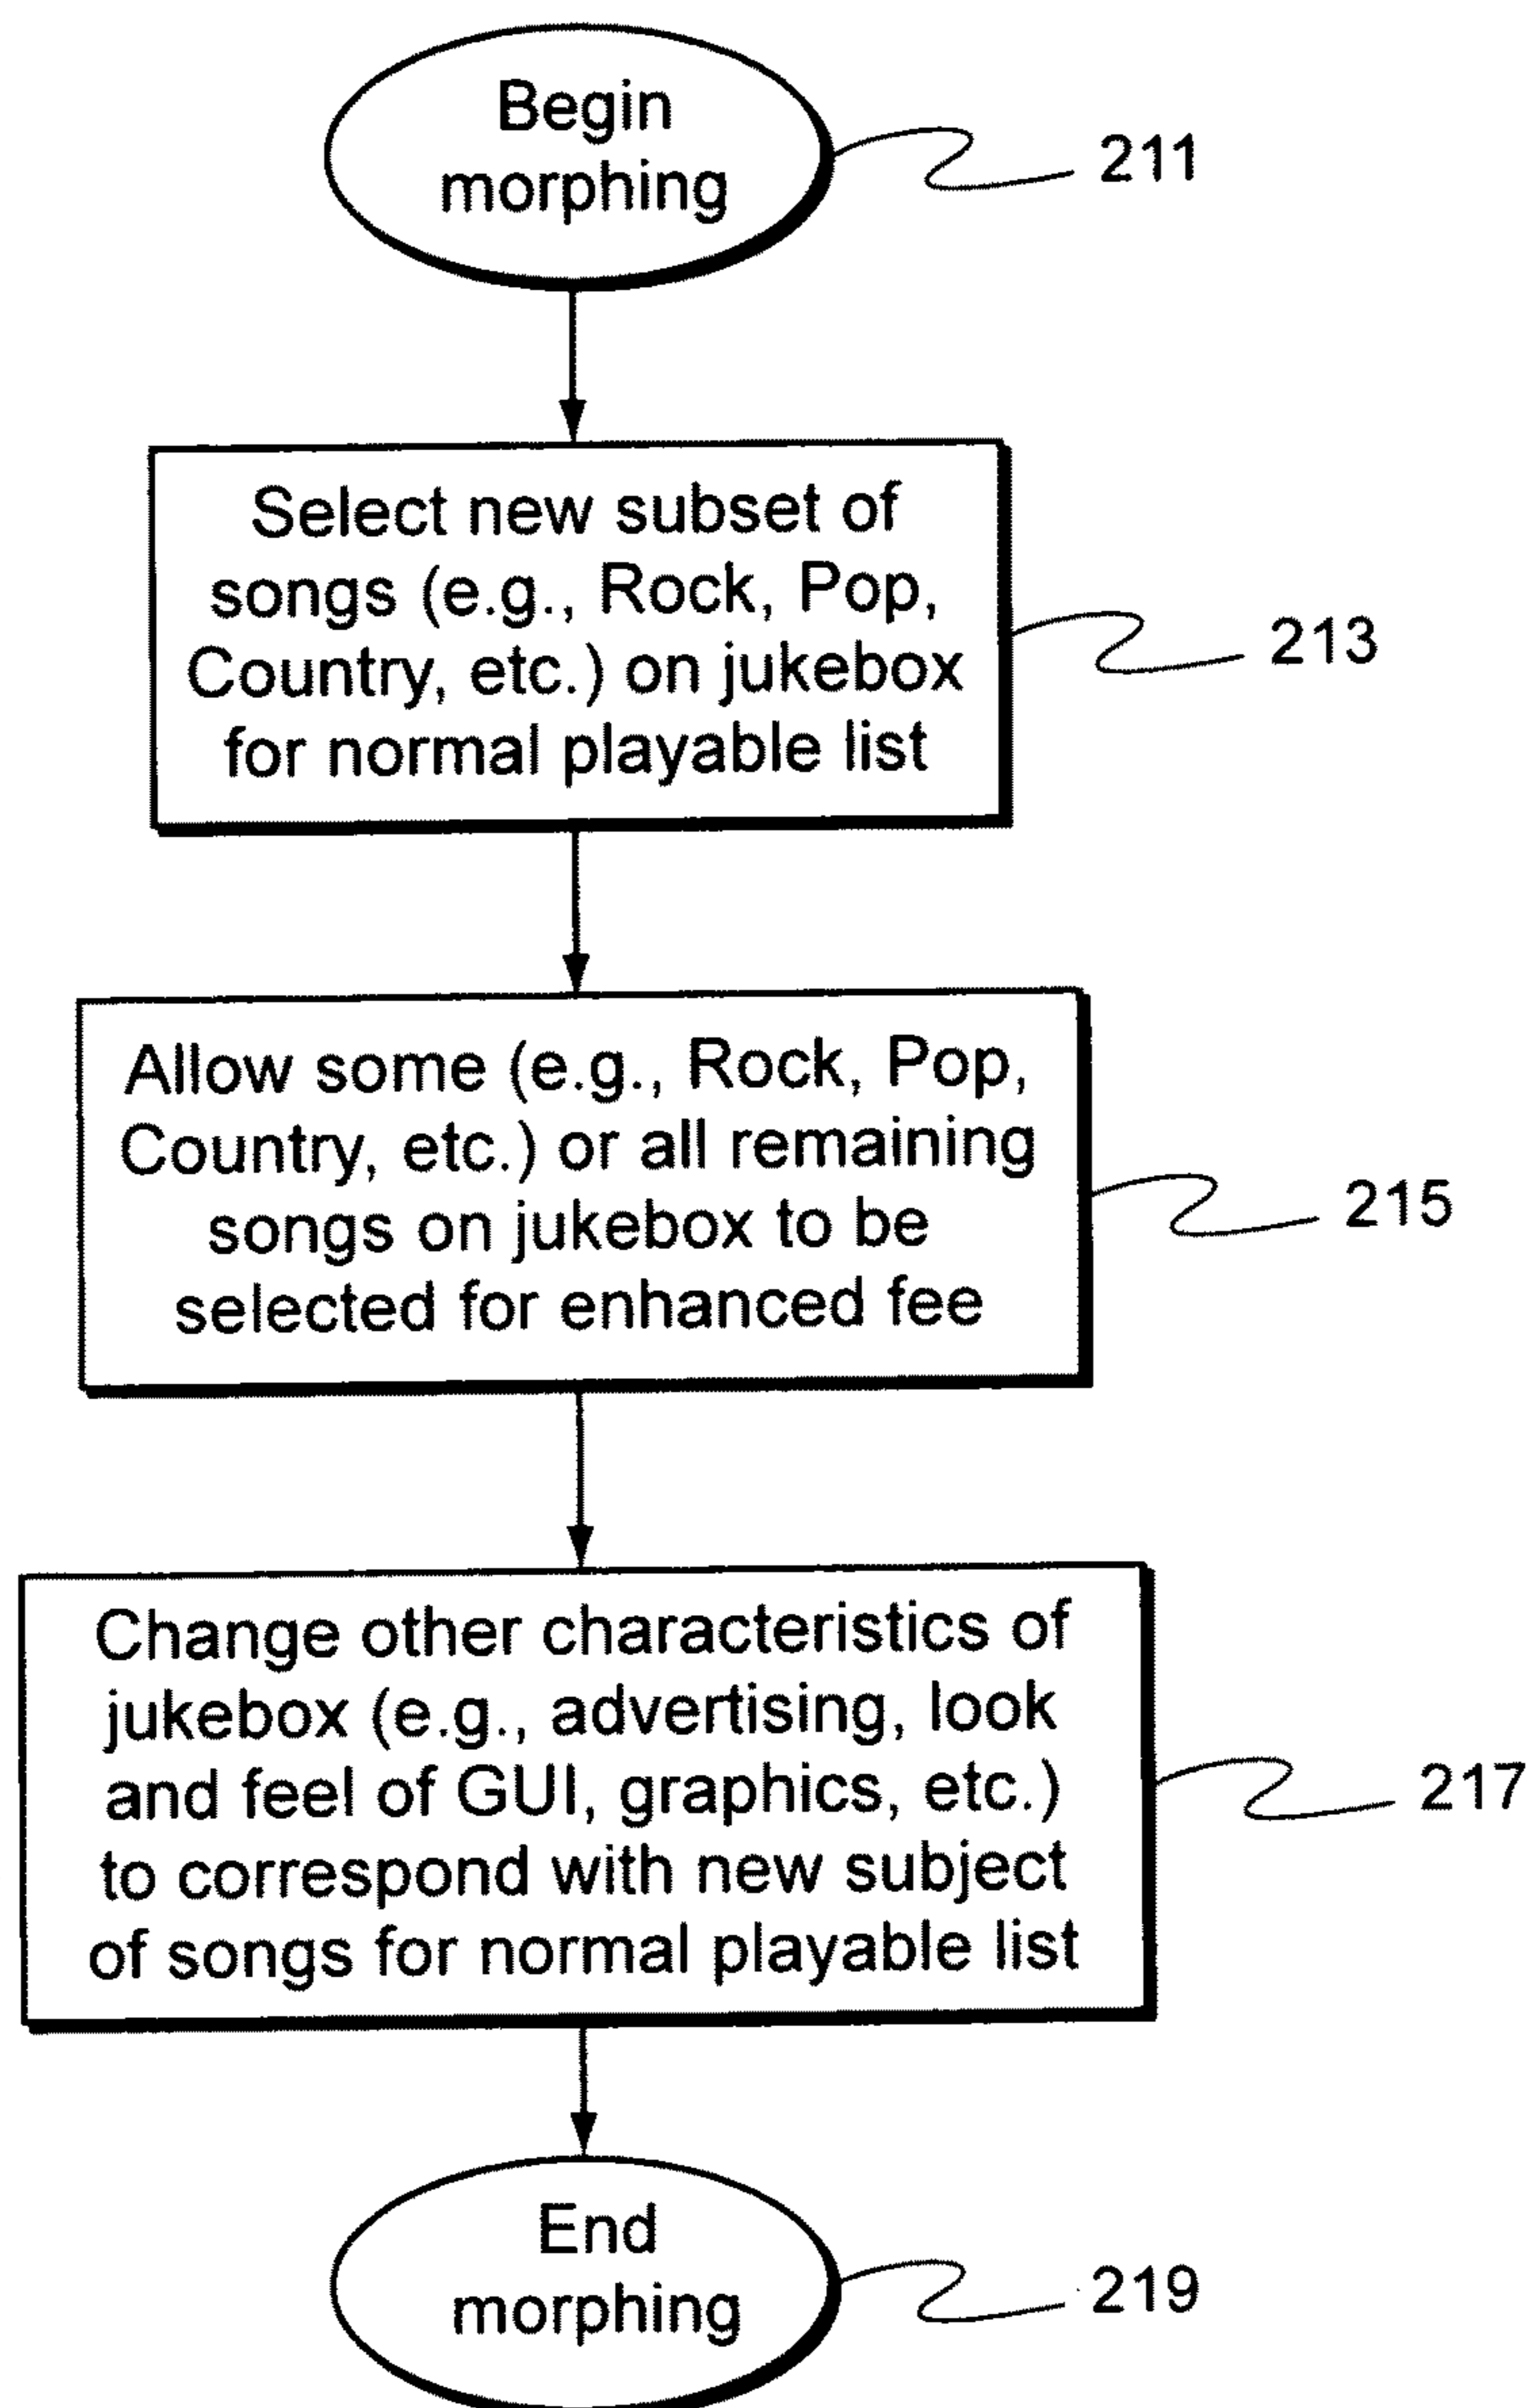 Begin
morphing
211
Select new subset of
songs (e.g., Rock, Pop,
Country, etc.) on jukebox
for normal playable list
213
Allow some (e.g., Rock, Pop,
Country, etc.) or all remaining
songs on jukebox to be
selected for enhanced fee
215
Change other characteristics of
jukebox (e.g., advertising, look
and feel of GUI, graphics, etc.)
to correspond with new subject
of songs for normal playable list
217
End
morphing
219